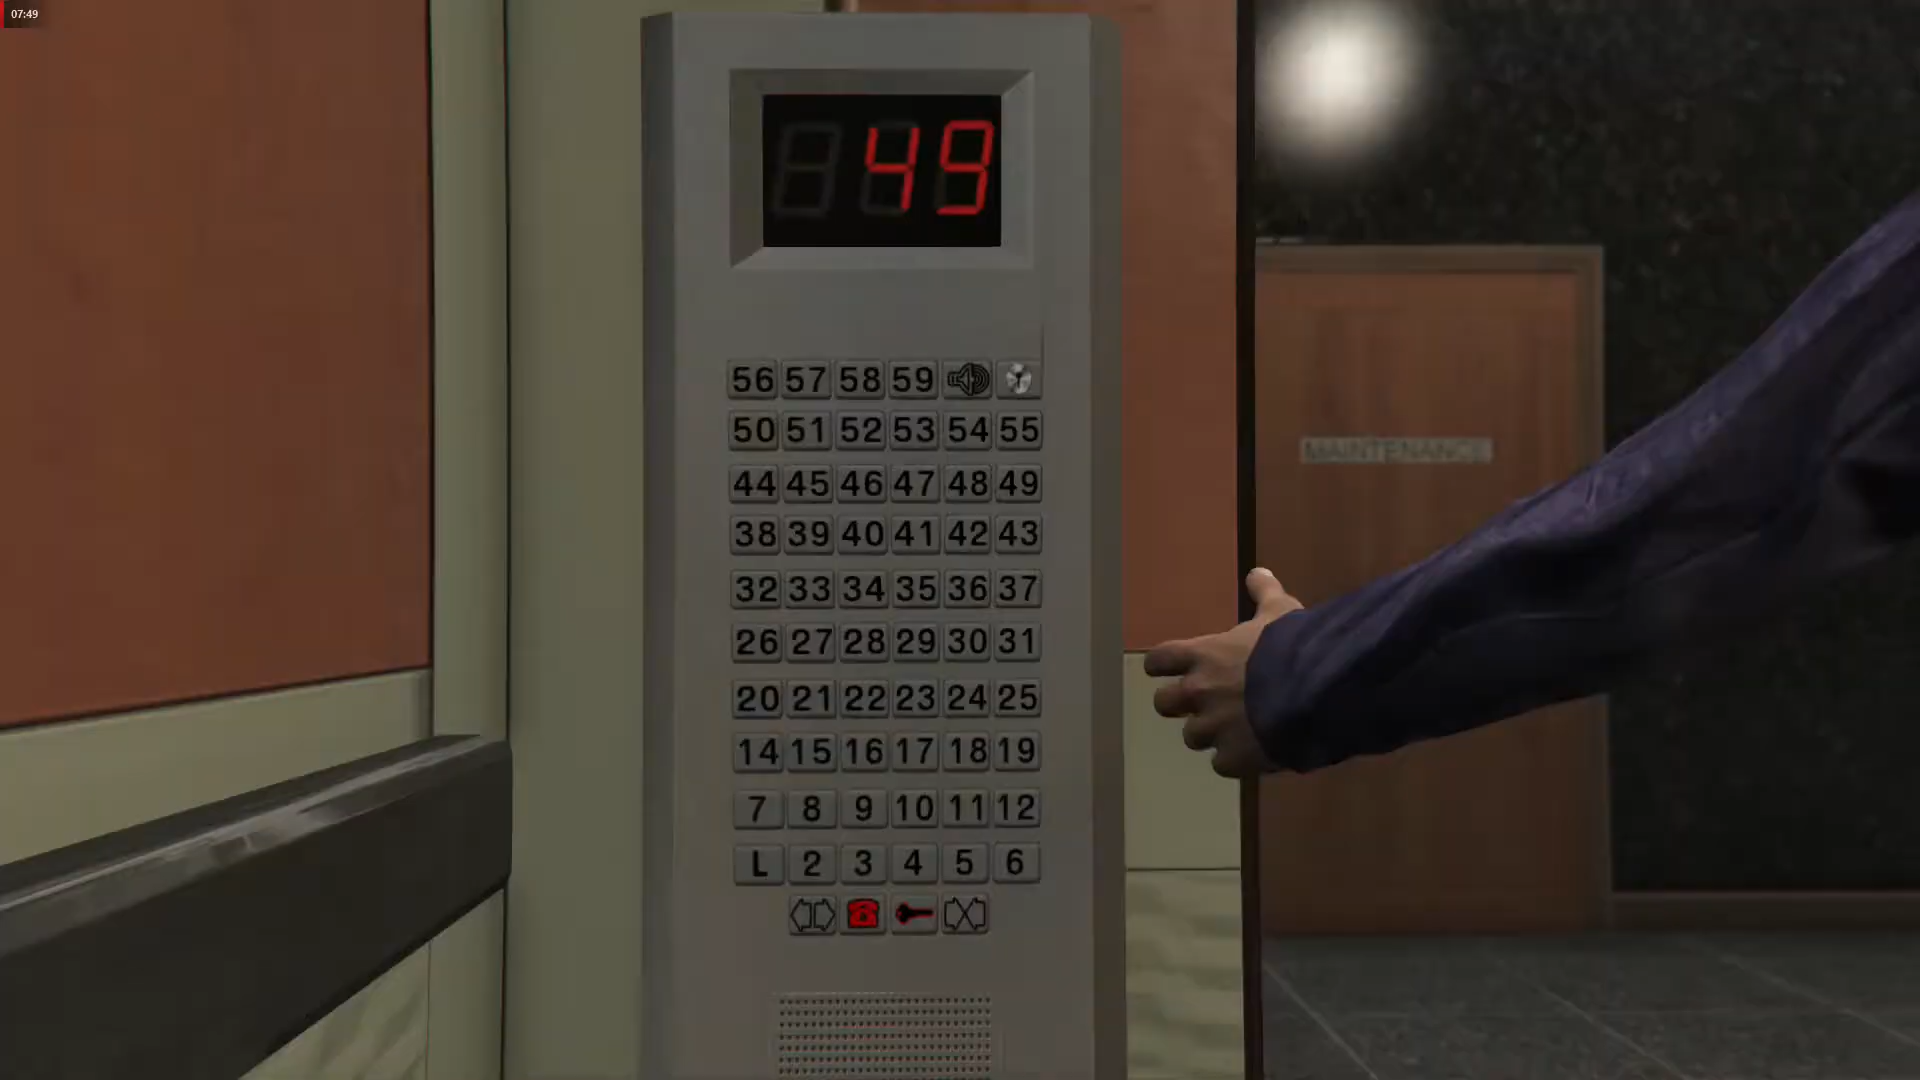 07:49
49
56 57 58 59
50 51 52 53 54 55
44 45 46 47 48 49
38 39 40 41 42 43
32 33 34 35 36 37
26 27 28 29 30 31
20 21 22 23 24 25
14 15 16 17 18 19
7 8 9 10 11 12
L 2 3 4 5 6
MAINTENANCE